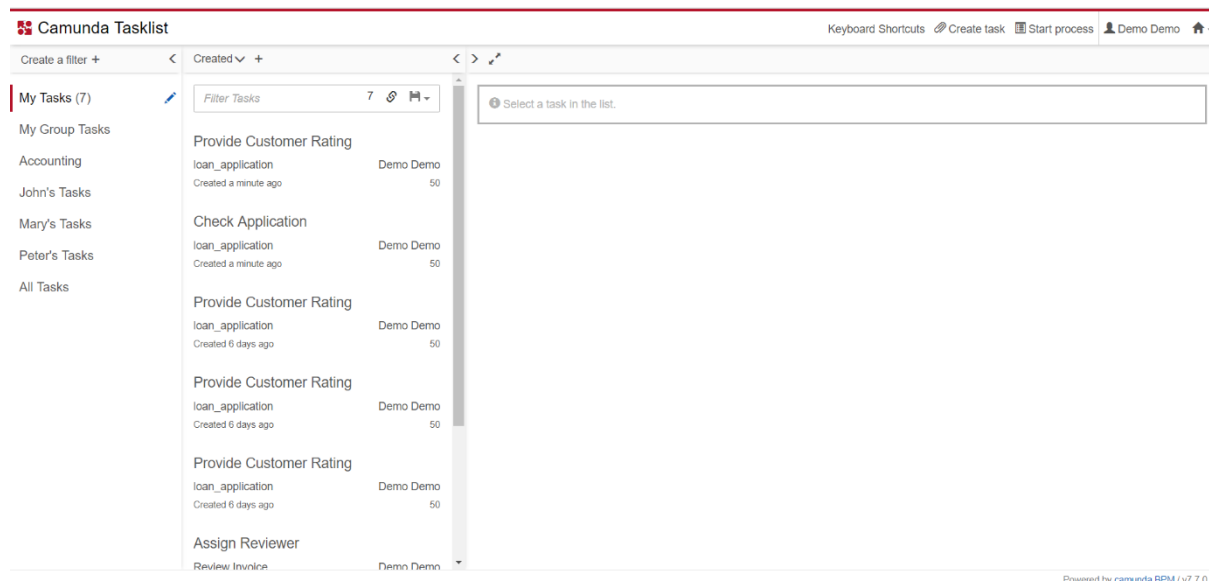 Camunda Tasklist
Keyboard Shortcuts Create task Start process Demo Demo
Create a filter +
Created +
My Tasks (7)
My Group Tasks
Accounting
John's Tasks
Mary's Tasks
Peter's Tasks
All Tasks
Filter Tasks 7
Provide Customer Rating
loan_application Demo Demo
Created a minute ago 50
Check Application
loan_application Demo Demo
Created a minute ago 50
Provide Customer Rating
loan_application Demo Demo
Created 6 days ago 50
Provide Customer Rating
loan_application Demo Demo
Created 6 days ago 50
Provide Customer Rating
loan_application Demo Demo
Created 6 days ago 50
Assign Reviewer
Review Invoice Demo Demo
Select a task in the list.
Powered by camunda BPM / v7.7.0